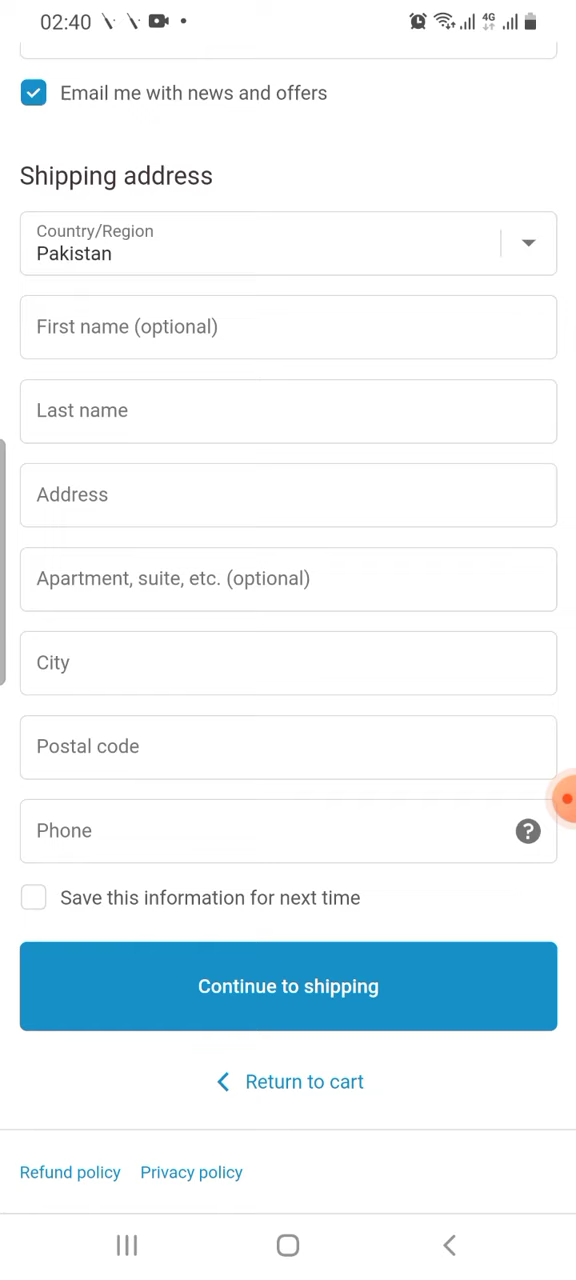 02:40
4G
Email me with news and offers
Shipping address
Country/Region
Pakistan
First name (optional)
Last name
Address
Apartment, suite, etc. (optional)
City
Postal code
Phone
?
Save this information for next time
Continue to shipping
Return to cart
Refund policy Privacy policy